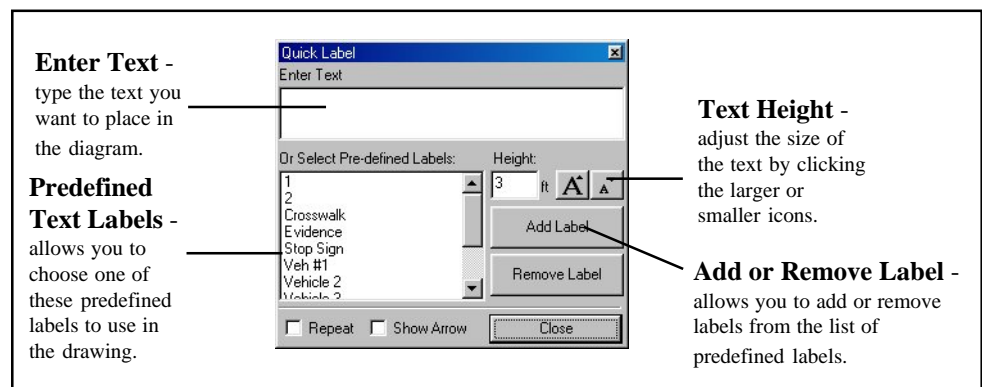 Enter Text -
type the text you
want to place in
the diagram.
Predefined
Text Labels -
allows you to
choose one of
these predefined
labels to use in
the drawing.
Quick Label
Enter Text
Or Select Pre-defined Labels:
1
2
Crosswalk
Evidence
Stop Sign
Veh #1
Vehicle 2
Vehicle 3
Height:
3 ft A A
Add Label
Remove Label
Repeat Show Arrow Close
Text Height -
adjust the size of
the text by clicking
the larger or
smaller icons.
Add or Remove Label -
allows you to add or remove
labels from the list of
predefined labels.